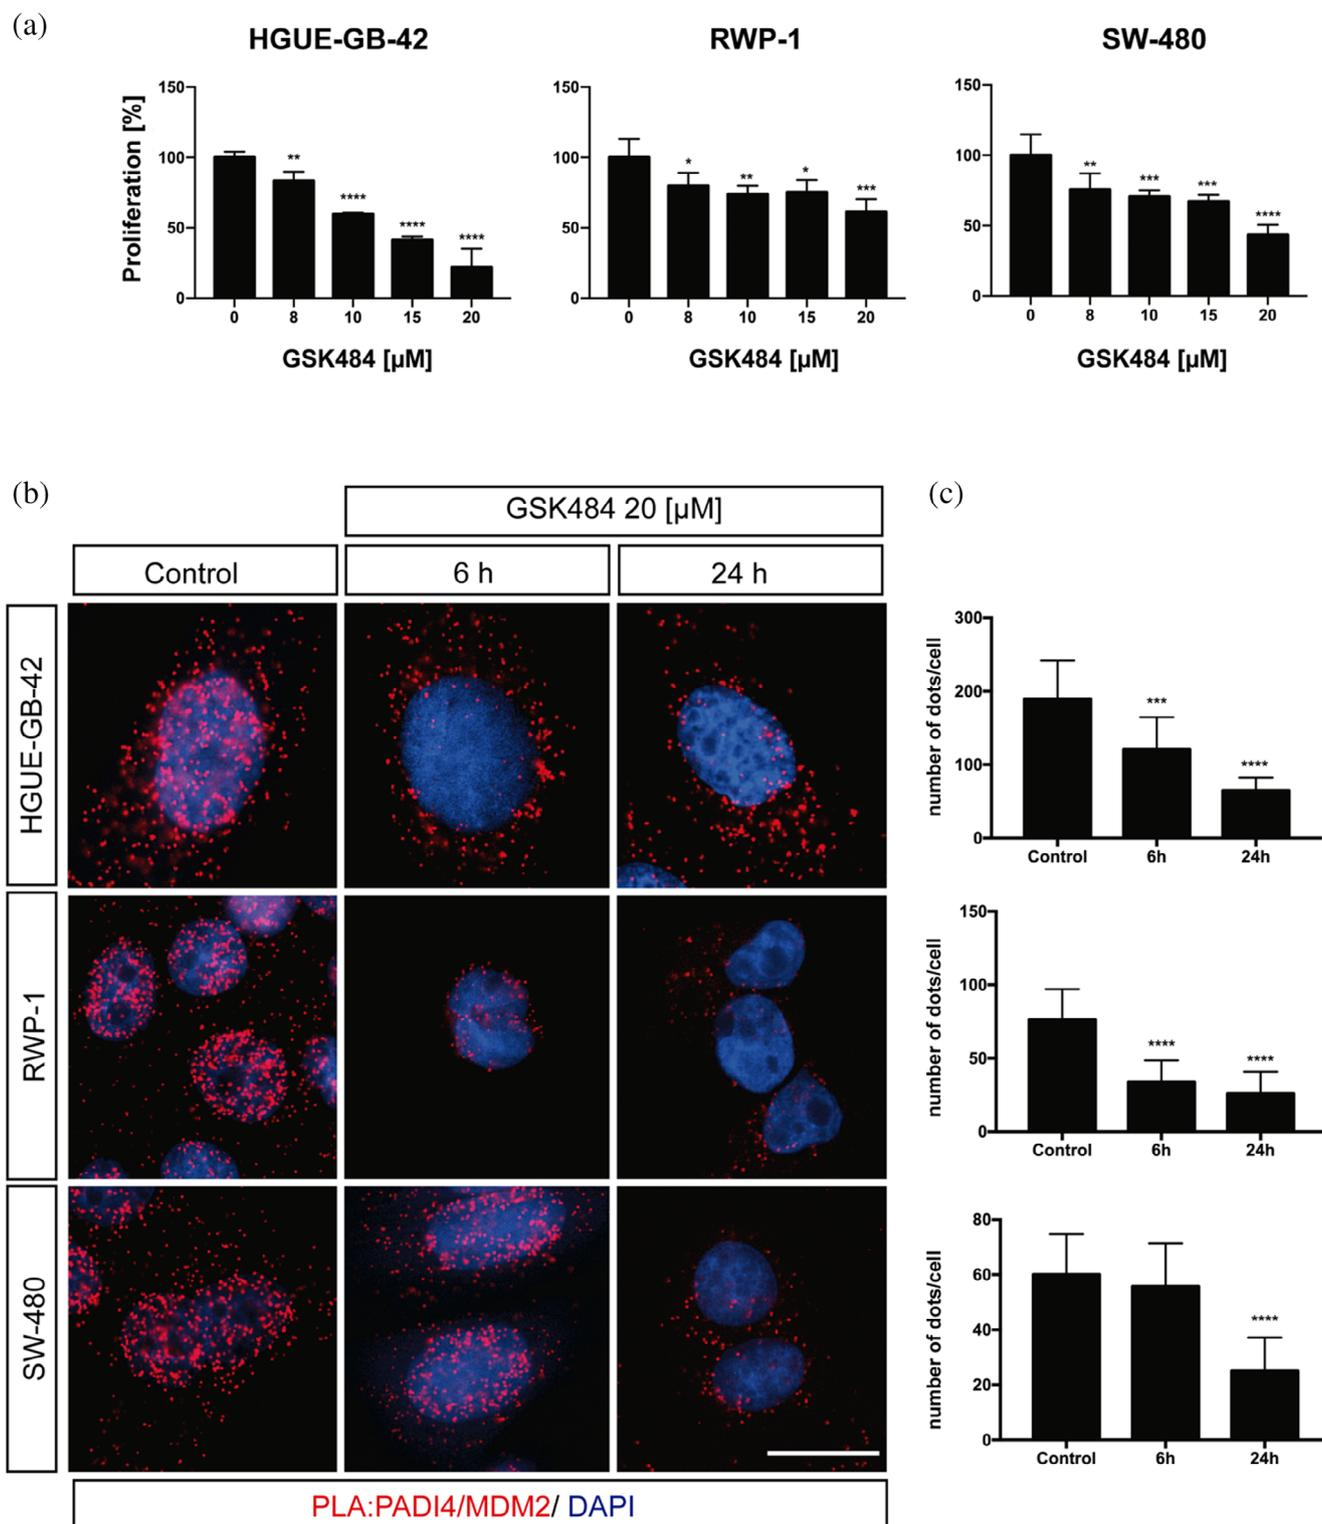 (a)
HGUE-GB-42
RWP-1
SW-480
Proliferation [%]
150
100
50
0
**
****
****
****
0 8 10 15 20
GSK484 [µM]
150
100
50
0
*
**
*
***
0 8 10 15 20
GSK484 [µM]
150
100
50
0
**
***
***
****
0 8 10 15 20
GSK484 [µM]
(b)
GSK484 20 [µM]
Control
6 h
24 h
HGUE-GB-42
RWP-1
SW-480
PLA:PADI4/MDM2/ DAPI
(c)
number of dots/cell
300
200
100
0
***
****
Control 6h 24h
number of dots/cell
150
100
50
0
****
****
Control 6h 24h
number of dots/cell
80
60
40
20
0
****
Control 6h 24h